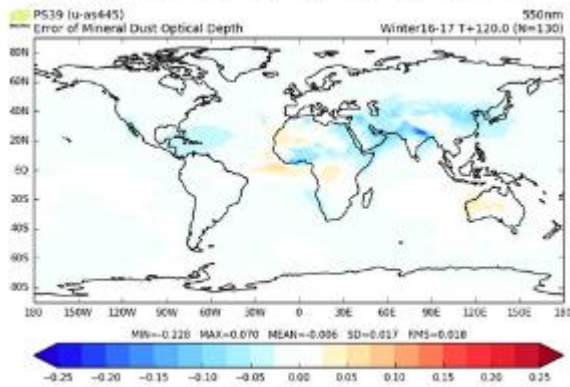 PS39 (u-as445) 550nm
Error of Mineral Dust Optical Depth Winter16-17 T+120.0 (N=130)
80N
60N
40N
20N
EQ
20S
40S
60S
80S
180 150W 120W 90W 60W 30W 0 30E 60E 90E 120E 150E 180
MIN=-0.228 MAX=0.070 MEAN=-0.006 SD=0.017 RMS=0.018
-0.25 -0.20 -0.15 -0.10 -0.05 0.00 0.05 0.10 0.15 0.20 0.25